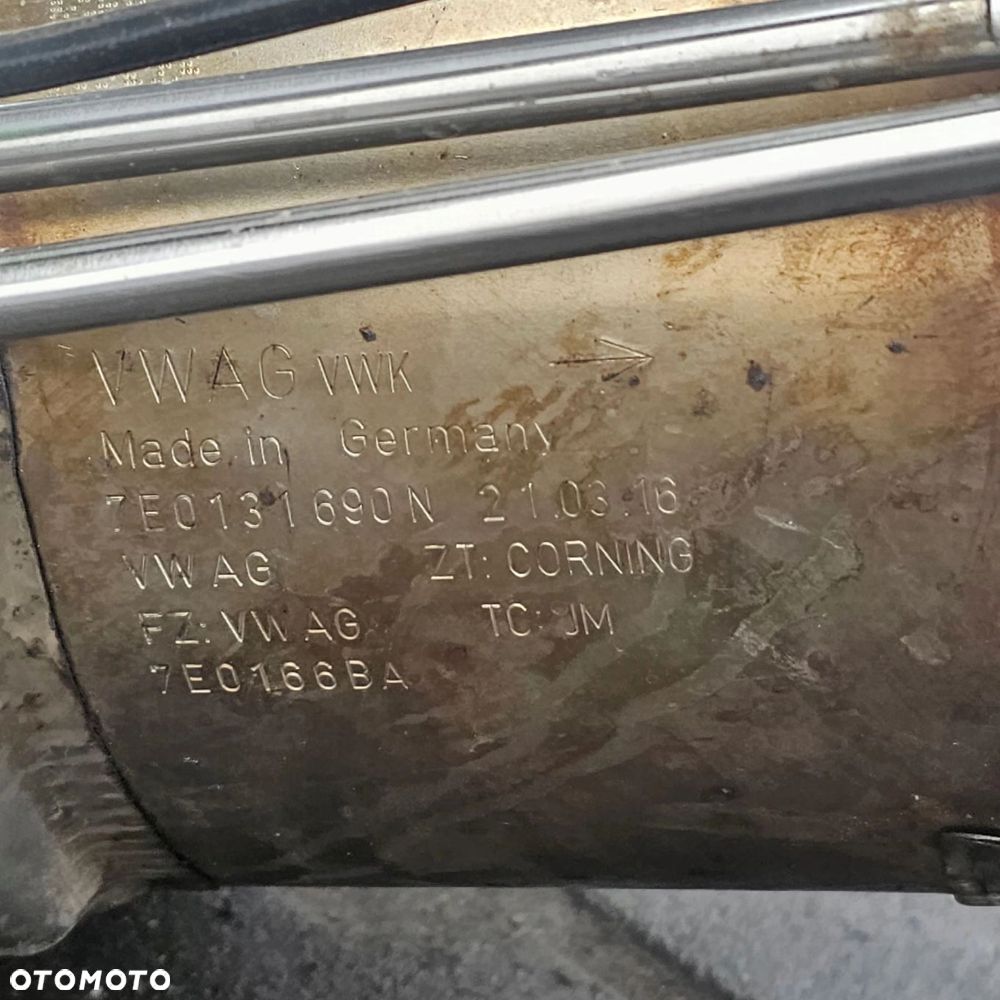 VWAG VWK →
Made in Germany
7E0131690N 21.03.16
VW AG ZT: CORNING
FZ: VW AG TC: JM
7E0166BA
OTOMOTO